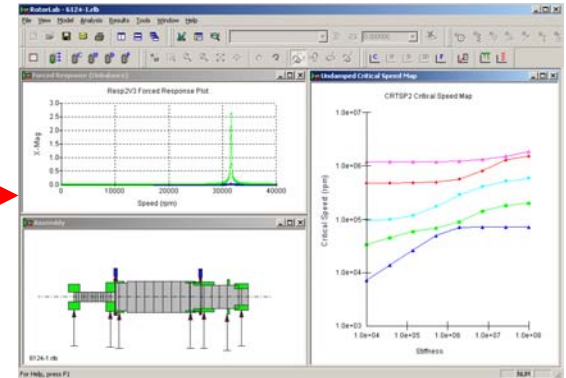 RotorLab - 6124-1.rlb
File View Model Analysis Results Tools Window Help
0.00000
Forced Response (Unbalance)
Resp2V3 Forced Response Plot
X-Mag
3.0
2.5
2.0
1.5
1.0
0.5
0.0
0 10000 20000 30000 40000
Speed (rpm)
Assembly
6124-1.rlb
Undamped Critical Speed Map
CRTSP2 Critical Speed Map
Critical Speed (rpm)
1.0e+07
1.0e+06
1.0e+05
1.0e+04
1.0e+03
1.0e+04 1.0e+05 1.0e+06 1.0e+07 1.0e+08
Stiffness
For Help, press F1
NUM